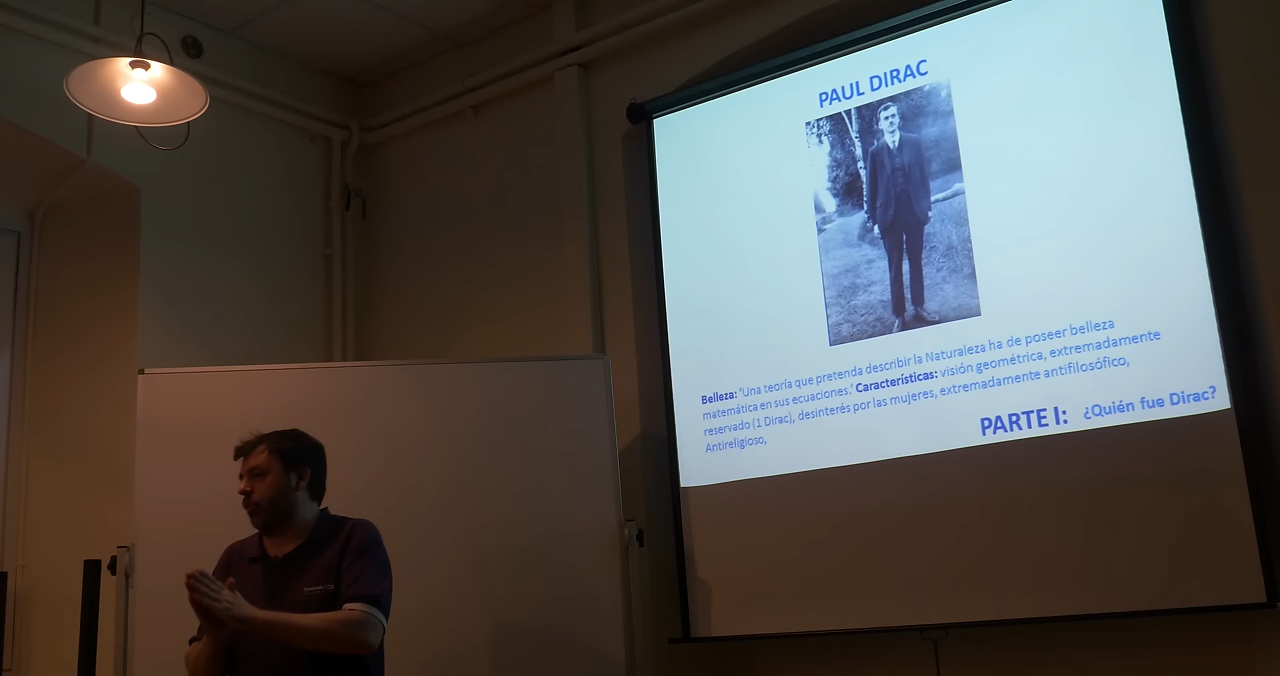 PAUL DIRAC
Belleza: 'Una teoría que pretenda describir la Naturaleza ha de poseer belleza
matemática en sus ecuaciones.' Características: visión geométrica, extremadamente
reservado (1 Dirac), desinterés por las mujeres, extremadamente antifilosófico,
Antireligioso,
PARTE I: ¿Quién fue Dirac?